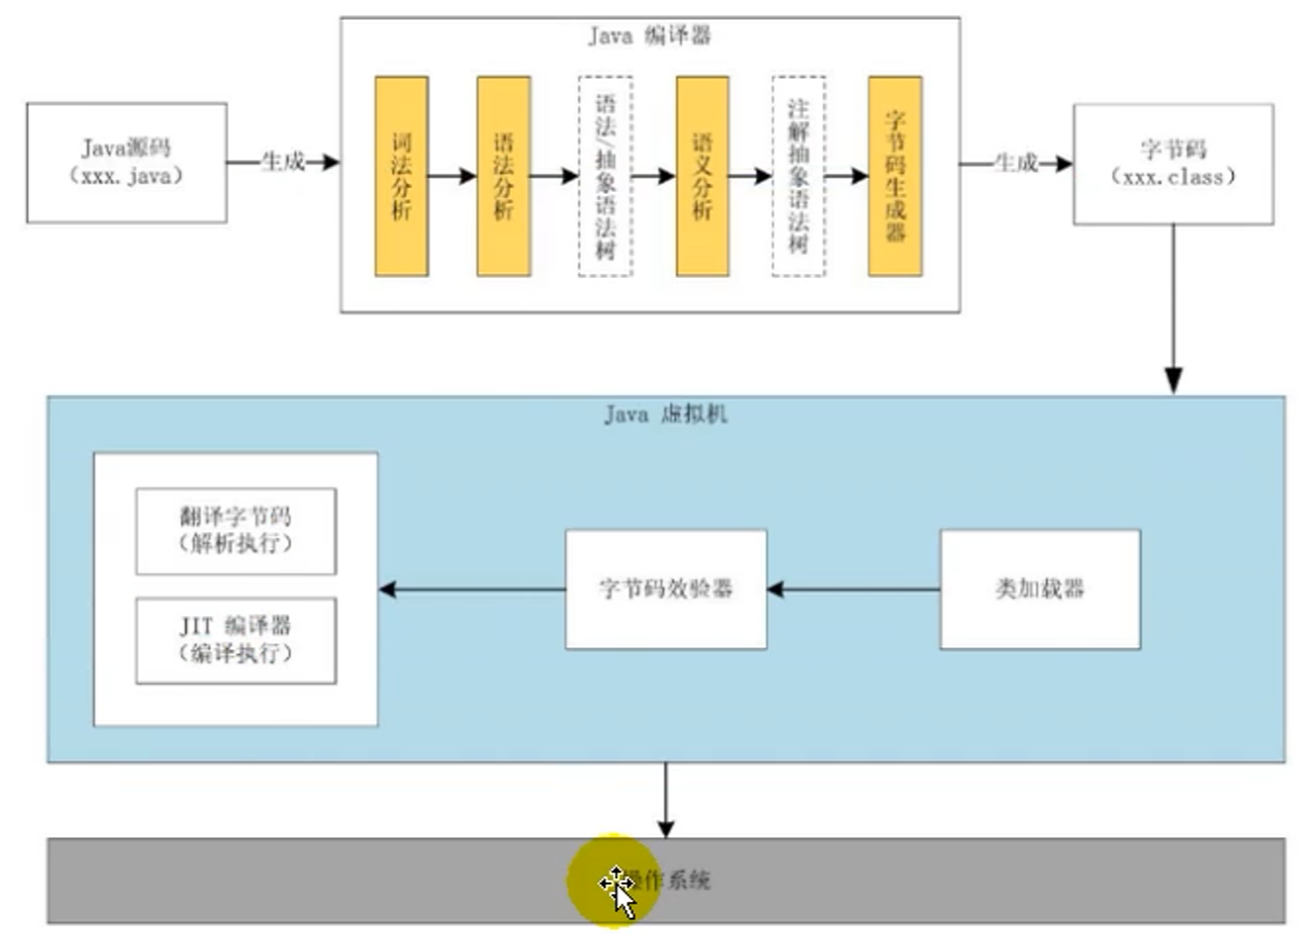 Java 编译器
Java源码
（xxx.java）
生成
词法分析
语法分析
语法/抽象语法树
语义分析
注解抽象语法树
字节码生成器
生成
字节码
（xxx.class）
Java 虚拟机
翻译字节码
（解析执行）
JIT 编译器
（编译执行）
字节码效验器
类加载器
操作系统